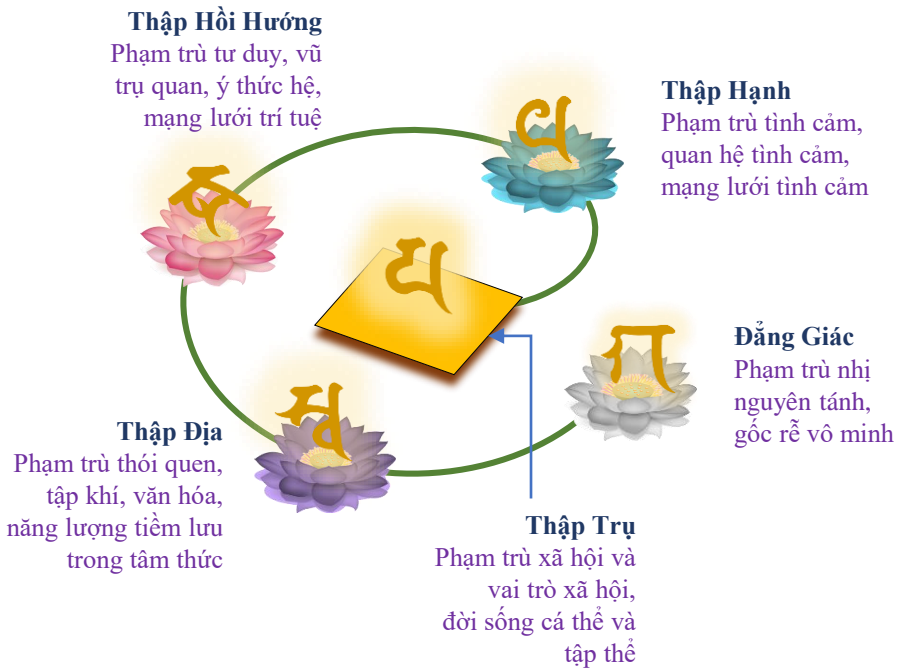 Thập Hồi Hướng
Phạm trù tư duy, vũ
trụ quan, ý thức hệ,
mạng lưới trí tuệ
Thập Hạnh
Phạm trù tình cảm,
quan hệ tình cảm,
mạng lưới tình cảm
Đẳng Giác
Phạm trù nhị
nguyên tánh,
gốc rễ vô minh
Thập Địa
Phạm trù thói quen,
tập khí, văn hóa,
năng lượng tiềm lưu
trong tâm thức
Thập Trụ
Phạm trù xã hội và
vai trò xã hội,
đời sống cá thể và
tập thể